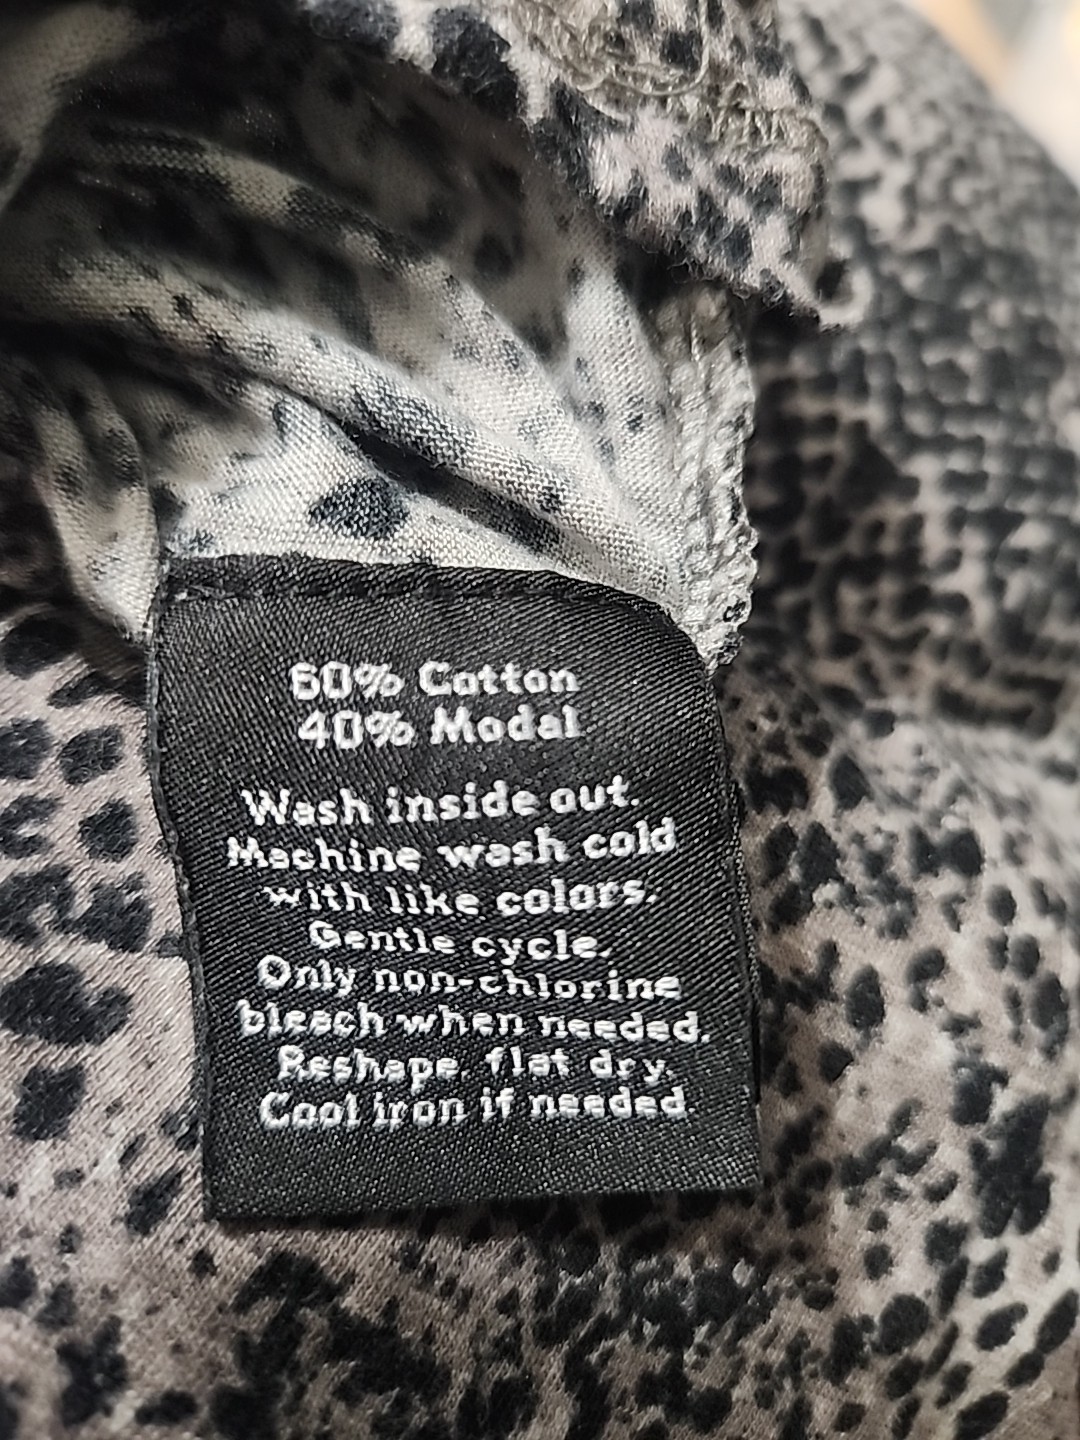 60% Cotton
40% Modal
Wash inside out.
Machine wash cold
with like colors.
Gentle cycle.
Only non-chlorine
bleach when needed.
Reshape, flat dry.
Cool iron if needed.